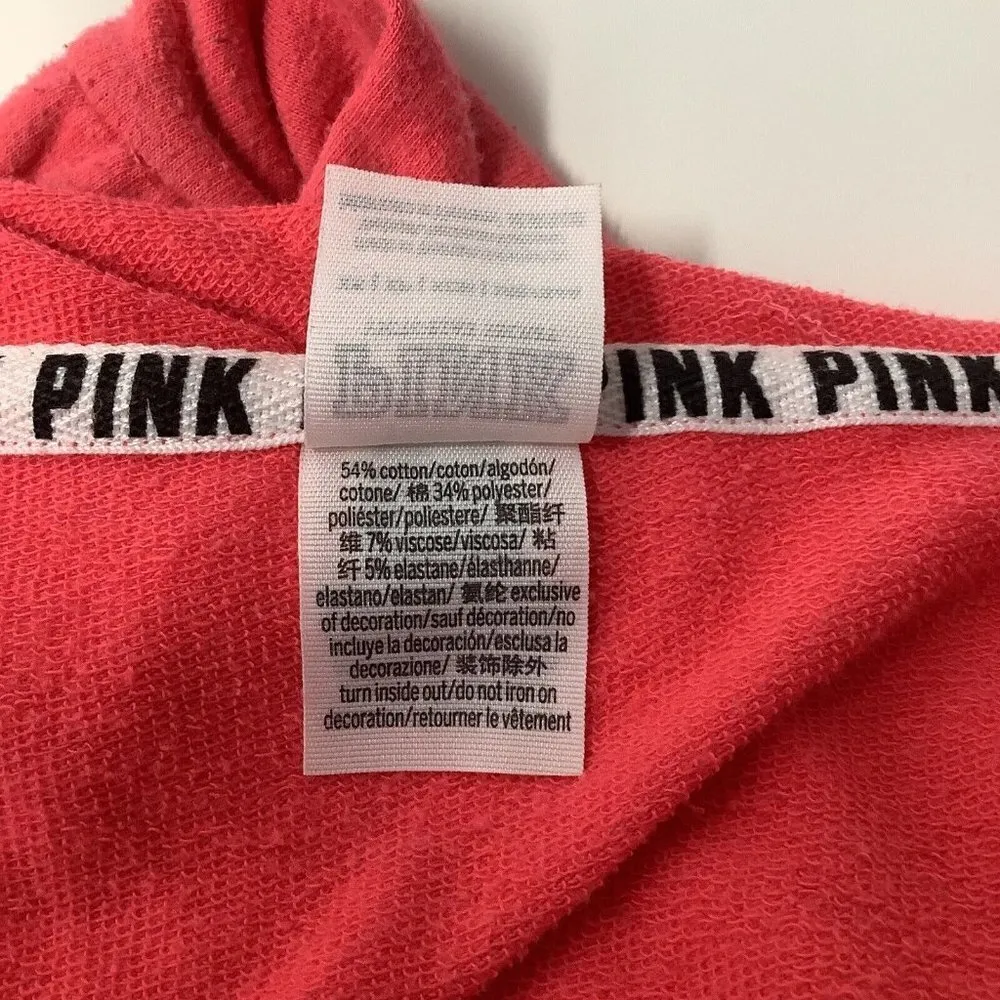 PINK INK PINK
54% cotton/coton/algodón/
cotone/ 棉 34% polyester/
poliéster/poliestere/ 聚酯纤
维 7% viscose/viscosa/ 粘
纤 5% elastane/élasthanne/
elastano/elastan/ 氨纶 exclusive
of decoration/sauf décoration/no
incluye la decoración/esclusa la
decorazione/ 装饰除外
turn inside out/do not iron on
decoration/retourner le vêtement